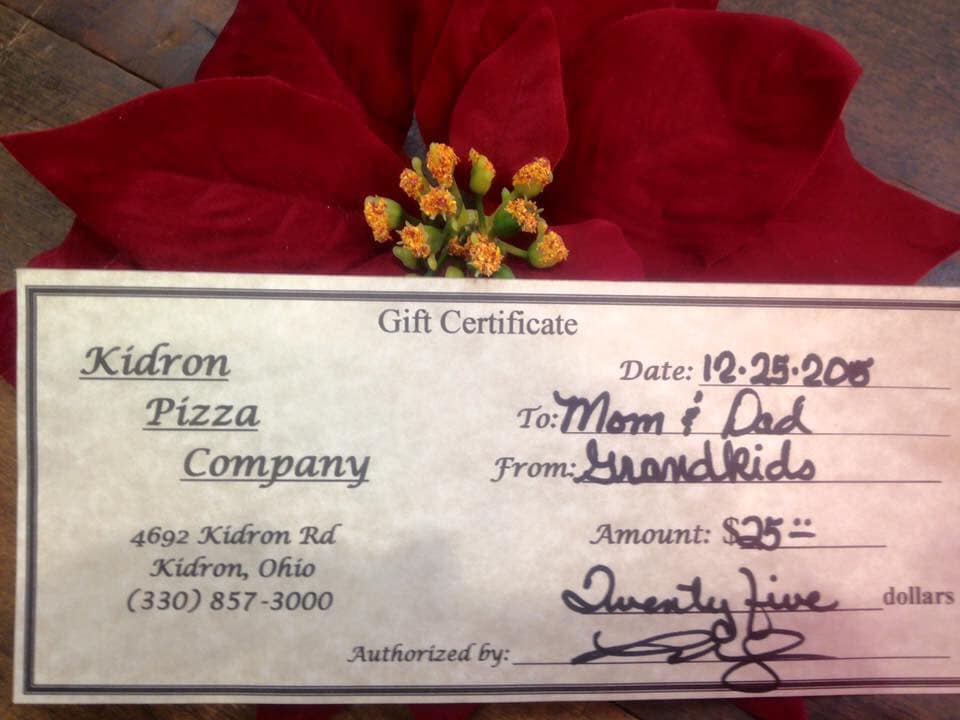 Gift Certificate
Kidron
Pizza
Company
4692 Kidron Rd
Kidron, Ohio
(330) 857-3000
Date: 12.25.2015
To: Mom & Dad
From: Grandkids
Amount: $25
Twenty five dollars
Authorized by: